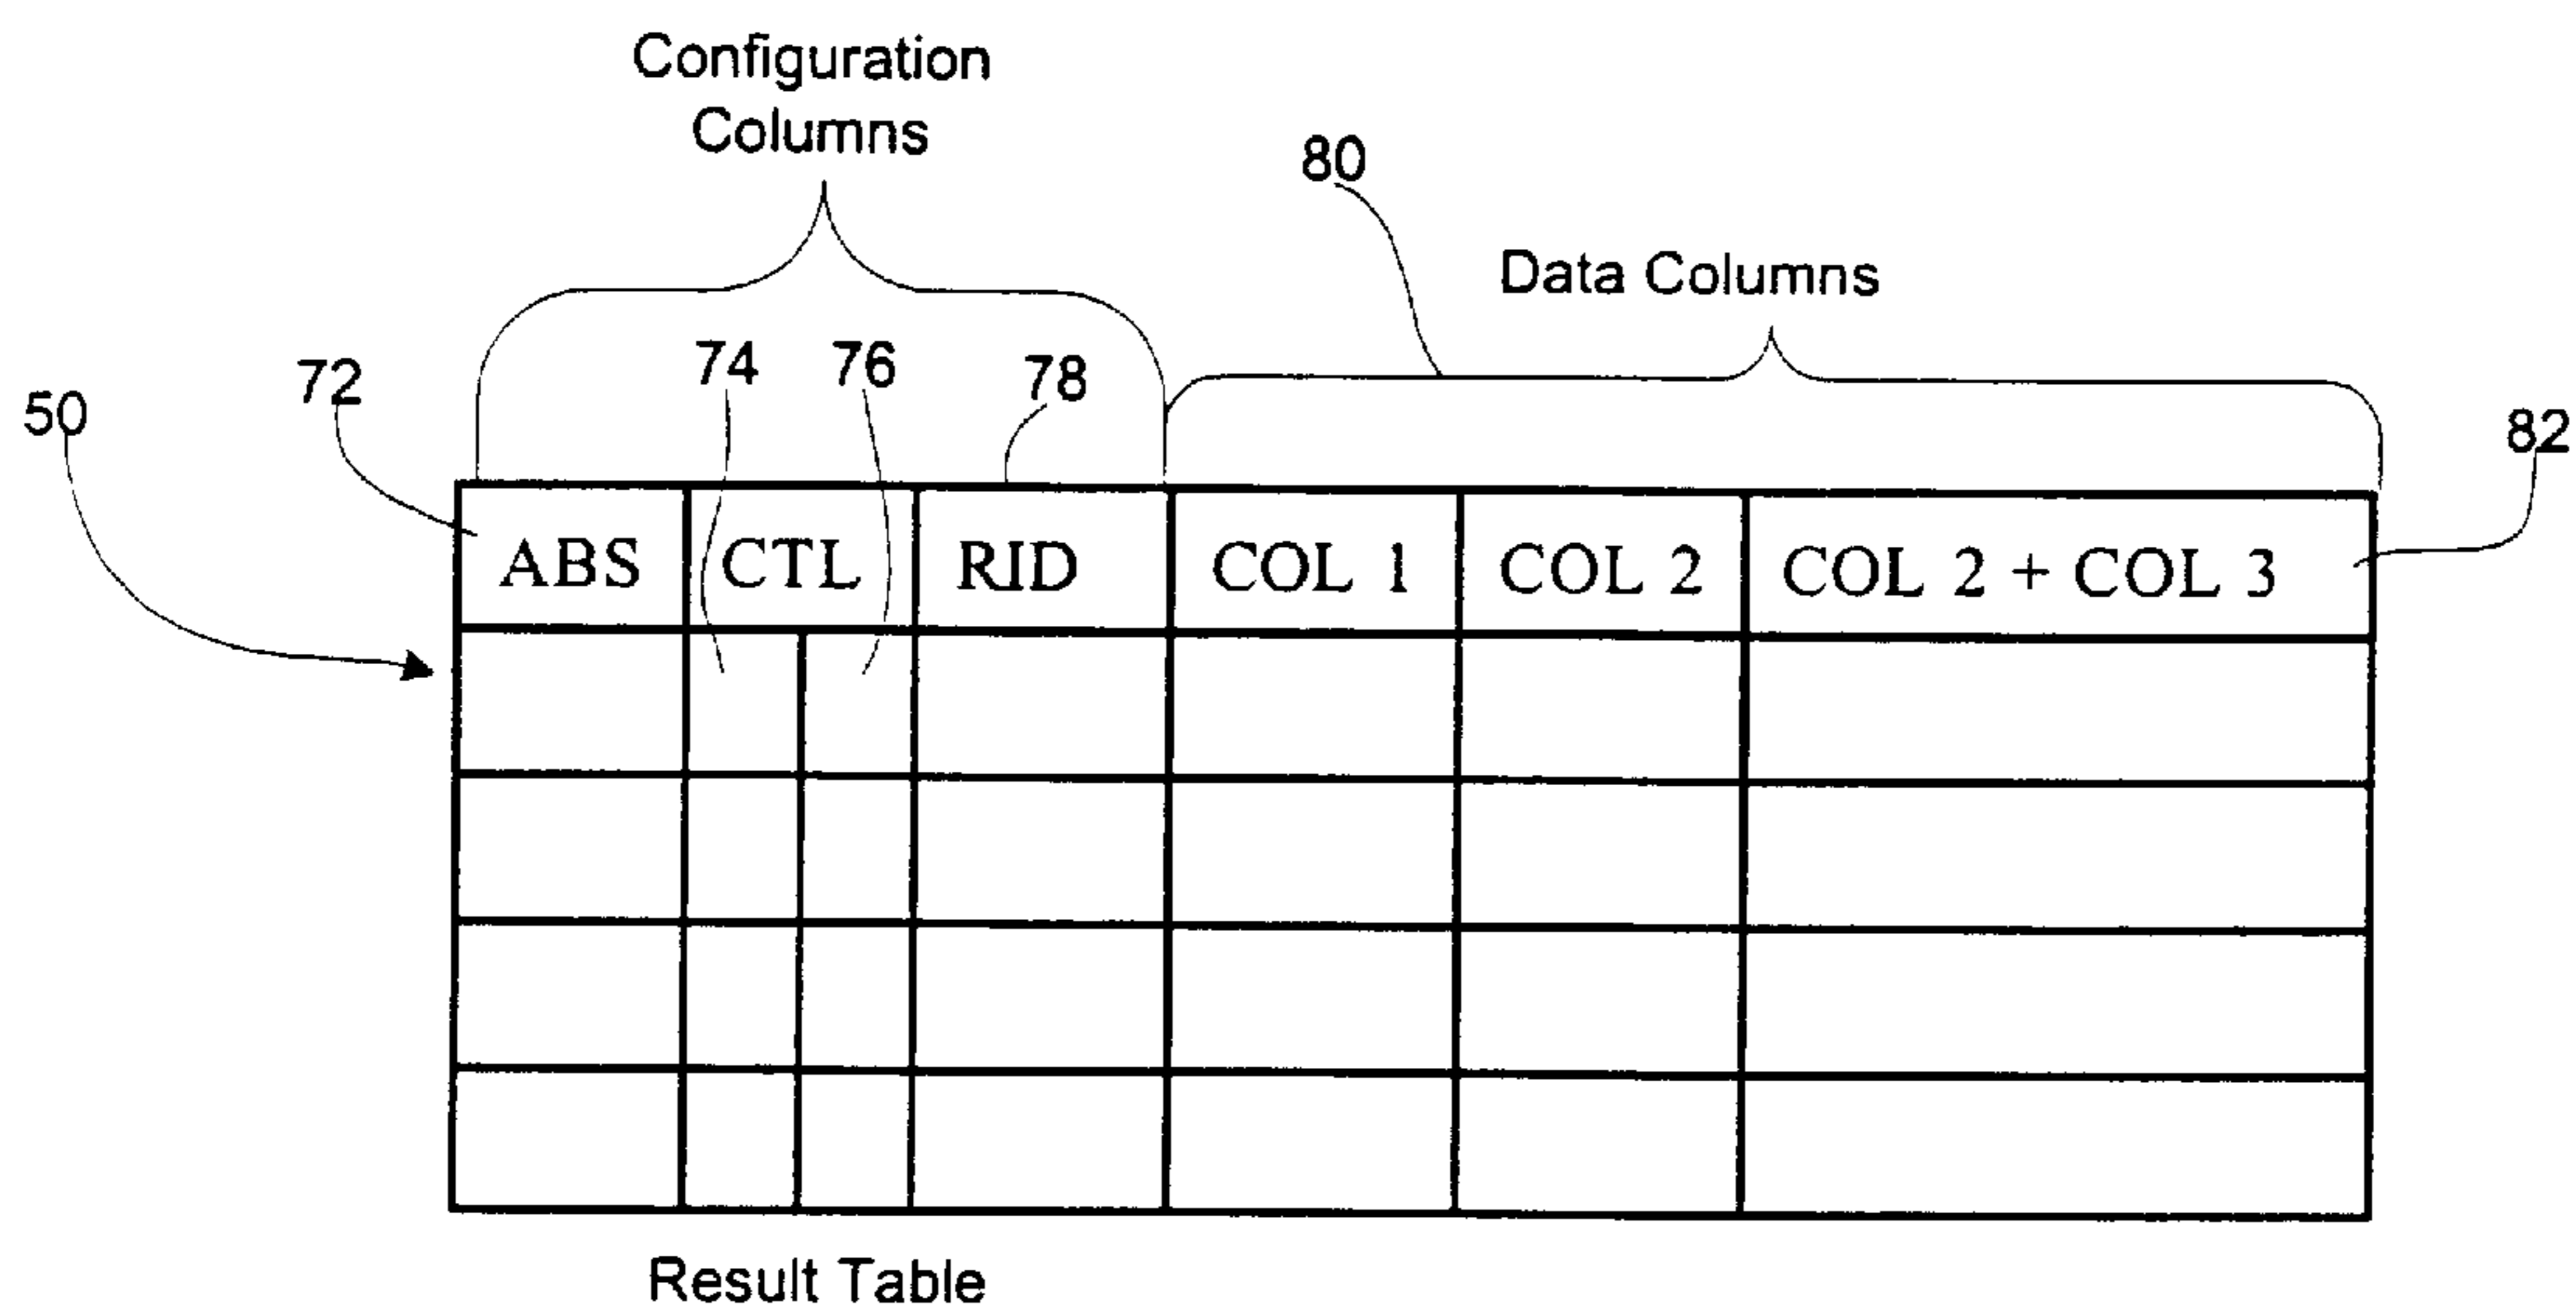 Configuration
Columns
80
Data Columns
74 76
72 78
50 82
ABS CTL RID COL 1 COL 2 COL 2 + COL 3
Result Table